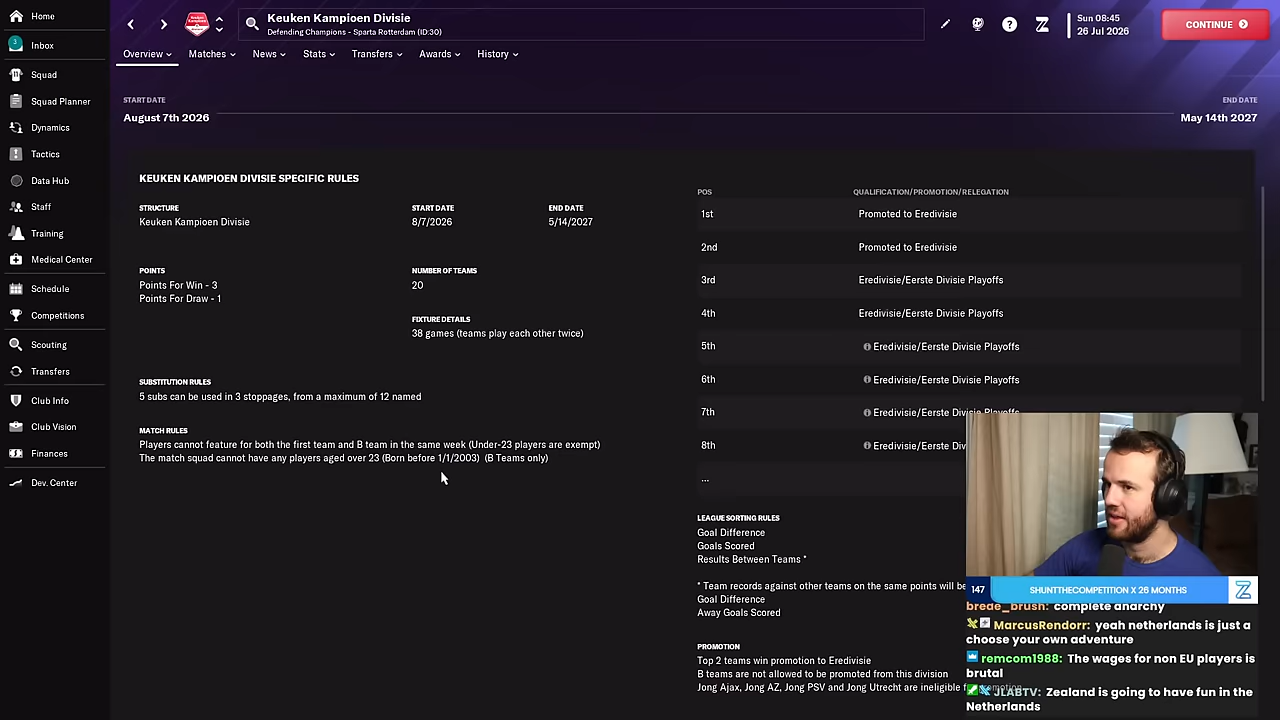 Home
Keuken Kampioen Divisie
Defending Champions - Sparta Rotterdam (ID:30)
Sun 08:45
26 Jul 2026
CONTINUE
3
Inbox
Overview
Matches
News
Stats
Transfers
Awards
History
Squad
Squad Planner
Dynamics
Tactics
Data Hub
Staff
Training
Medical Center
Schedule
Competitions
Scouting
Transfers
Club Info
Club Vision
Finances
Dev. Center
START DATE
August 7th 2026
END DATE
May 14th 2027
KEUKEN KAMPIOEN DIVISIE SPECIFIC RULES
STRUCTURE
Keuken Kampioen Divisie
START DATE
8/7/2026
END DATE
5/14/2027
POINTS
Points For Win - 3
Points For Draw - 1
NUMBER OF TEAMS
20
FIXTURE DETAILS
38 games (teams play each other twice)
SUBSTITUTION RULES
5 subs can be used in 3 stoppages, from a maximum of 12 named
MATCH RULES
Players cannot feature for both the first team and B team in the same week (Under-23 players are exempt)
The match squad cannot have any players aged over 23 (Born before 1/1/2003) (B Teams only)
POS QUALIFICATION/PROMOTION/RELEGATION
1st Promoted to Eredivisie
2nd Promoted to Eredivisie
3rd Eredivisie/Eerste Divisie Playoffs
4th Eredivisie/Eerste Divisie Playoffs
5th Eredivisie/Eerste Divisie Playoffs
6th Eredivisie/Eerste Divisie Playoffs
7th Eredivisie/Eerste Divisie Playoffs
8th Eredivisie/Eerste Div
...
LEAGUE SORTING RULES
Goal Difference
Goals Scored
Results Between Teams *
* Team records against other teams on the same points will be
Goal Difference
Away Goals Scored
PROMOTION
Top 2 teams win promotion to Eredivisie
B teams are not allowed to be promoted from this division
Jong Ajax, Jong AZ, Jong PSV and Jong Utrecht are ineligible f
147 SHUNTTHECOMPETITION X 26 MONTHS
brede_brush: complete anarchy
MarcusRendorr: yeah netherlands is just a
choose your own adventure
remcom1988: The wages for non EU players is
brutal
JLABTV: Zealand is going to have fun in the
Netherlands